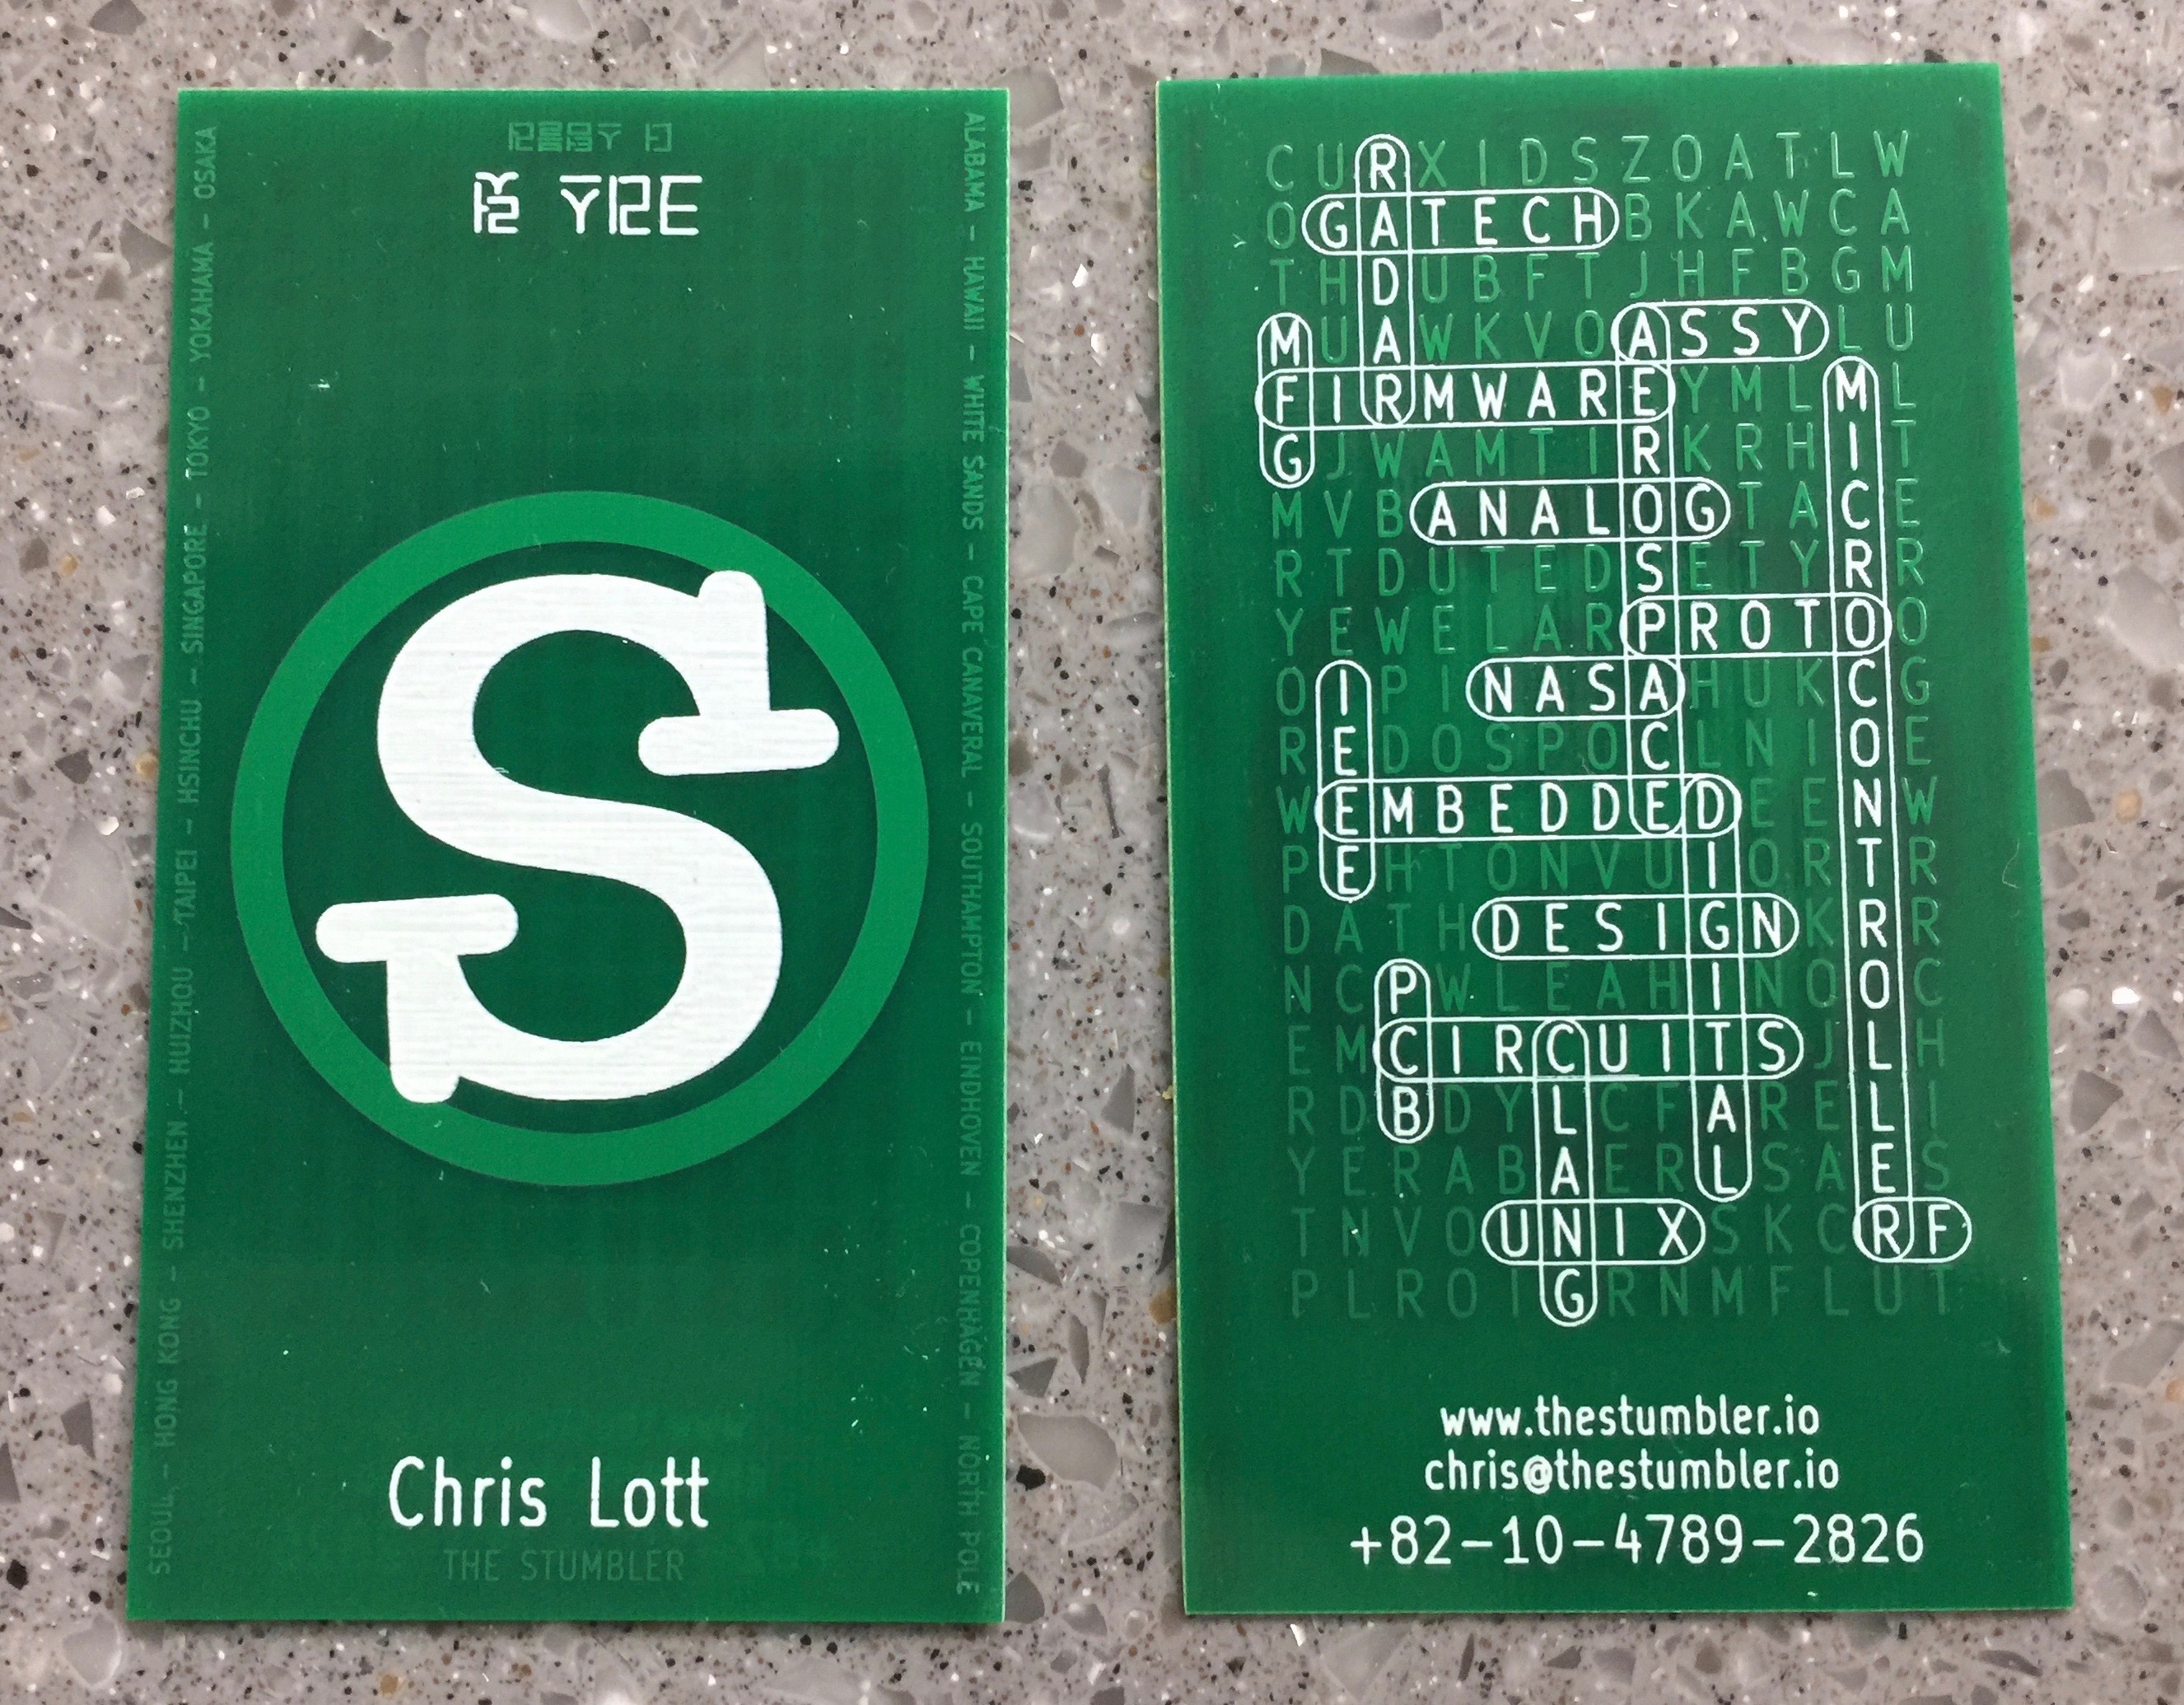 S
Chris Lott
THE STUMBLER
SEOUL – HONG KONG – SHENZHEN – HUIZHOU – TAIPEI – HSINCHU – SINGAPORE – TOKYO – YOKAHAMA – OSAKA
ALABAMA – HAWAII – WHITE SANDS – CAPE CANAVERAL – SOUTHAMPTON – EINDHOVEN – COPENHAGEN – NORTH POLE
C U R X I D S Z O A T L W
O G A T E C H B K A W C A
T H D U B F T J H F B G M
M U A W K V O A S S Y L U
F I R M W A R E Y M L M L
G J W A M T I R K R H I T
M V B A N A L O G T A C E
R T D U T E D S E T Y R R
Y E W E L A R P R O T O O
O I P I N A S A H U K C G
R E D O S P O C L N I O E
W E M B E D D E D E E N W
P E H T O N V U I O R T R
D A T H D E S I G N K R R
N C P W L E A H I N O O C
E M C I R C U I T S J L H
R D B D Y L C F A R E L I
Y E R A B A E R L S A E S
T N V O U N I X S K C R F
P L R O I G R N M F L U T
www.thestumbler.io
chris@thestumbler.io
+82-10-4789-2826